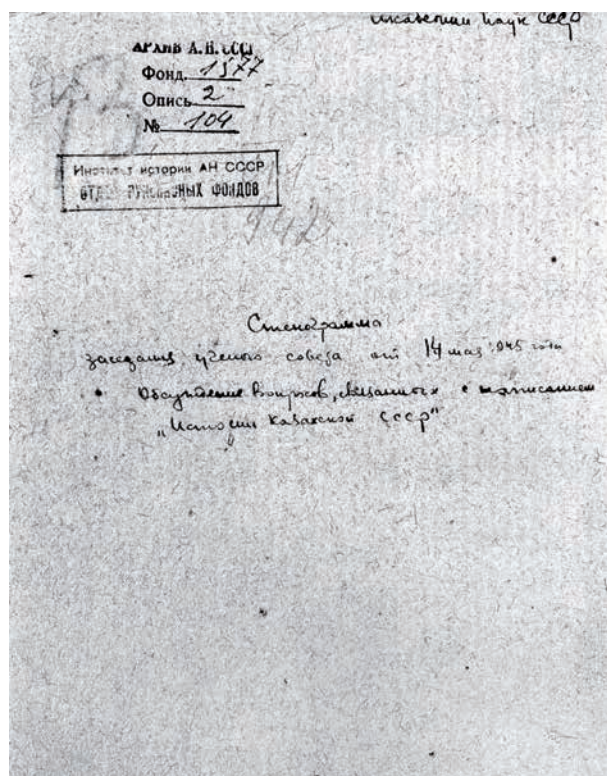 Академии Наук СССР
АРХИВ А.Н.СССР
Фонд 1577
Опись 2
№ 104
Институт истории АН СССР
ОТДЕЛ РУКОПИСНЫХ ФОНДОВ
942
Стенограмма
заседания ученого совета от 14 мая 1945 года
• Обсуждение вопросов, связанных с написанием
„Истории Казахской ССР"